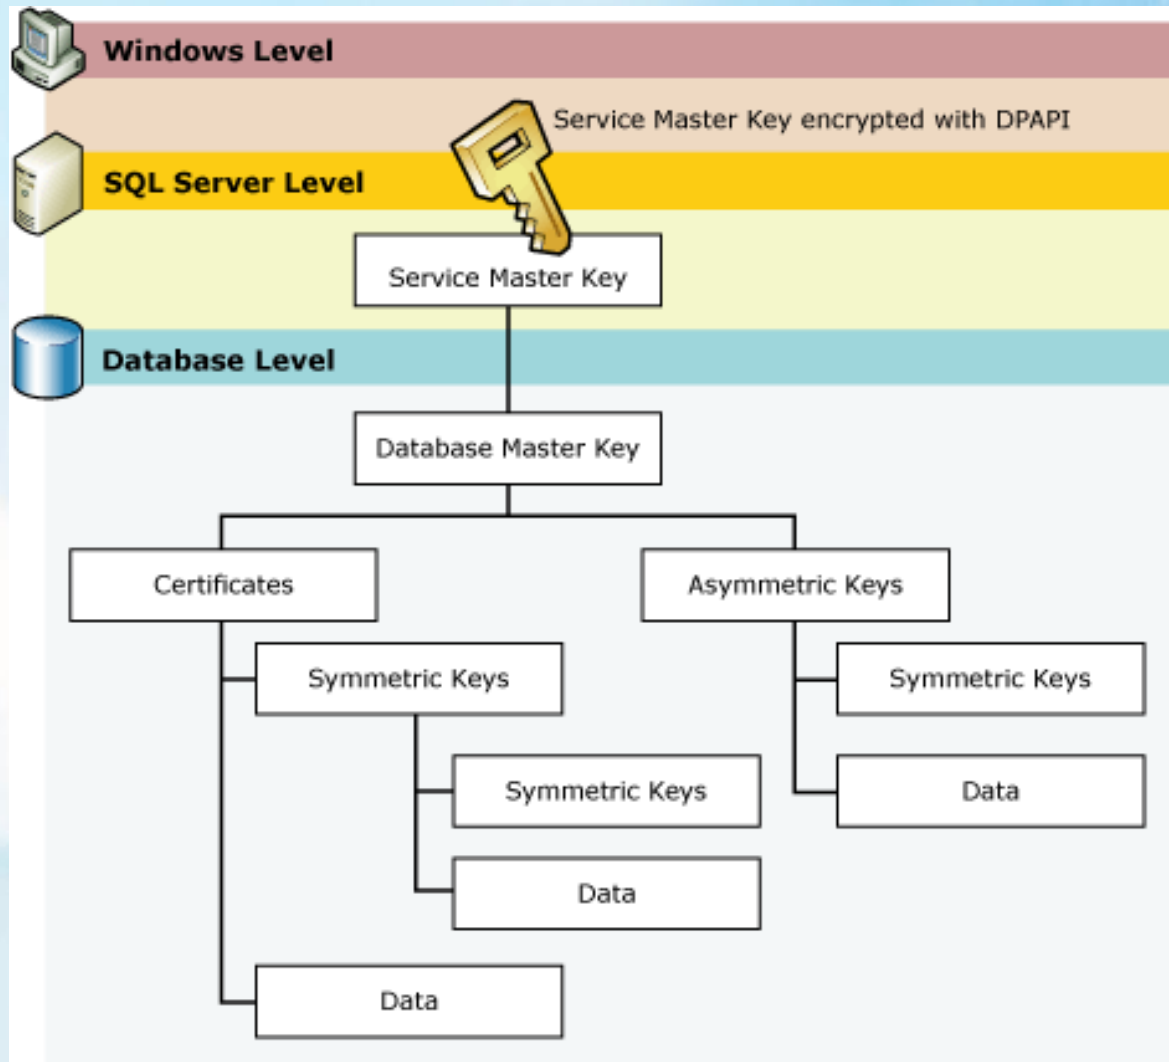 Windows Level
Service Master Key encrypted with DPAPI
SQL Server Level
Service Master Key
Database Level
Database Master Key
Certificates
Asymmetric Keys
Symmetric Keys
Symmetric Keys
Symmetric Keys
Data
Data
Data